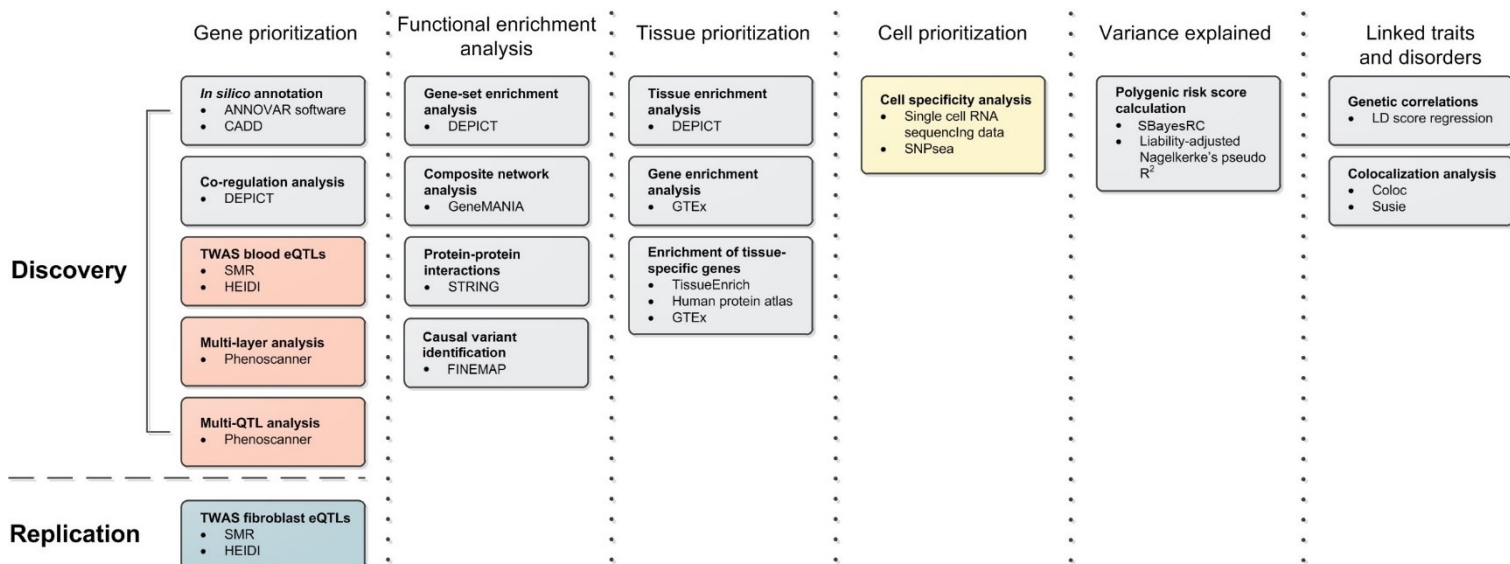 Gene prioritization
Functional enrichment
analysis
Tissue prioritization
Cell prioritization
Variance explained
Linked traits
and disorders
Discovery
In silico annotation
• ANNOVAR software
• CADD
Co-regulation analysis
• DEPICT
TWAS blood eQTLs
• SMR
• HEIDI
Multi-layer analysis
• Phenoscanner
Multi-QTL analysis
• Phenoscanner
Gene-set enrichment
analysis
• DEPICT
Composite network
analysis
• GeneMANIA
Protein-protein
interactions
• STRING
Causal variant
identification
• FINEMAP
Tissue enrichment
analysis
• DEPICT
Gene enrichment
analysis
• GTEx
Enrichment of tissue-
specific genes
• TissueEnrich
• Human protein atlas
• GTEx
Cell specificity analysis
• Single cell RNA
sequencIng data
• SNPsea
Polygenic risk score
calculation
• SBayesRC
• Liability-adjusted
Nagelkerke's pseudo
R²
Genetic correlations
• LD score regression
Colocalization analysis
• Coloc
• Susie
Replication
TWAS fibroblast eQTLs
• SMR
• HEIDI